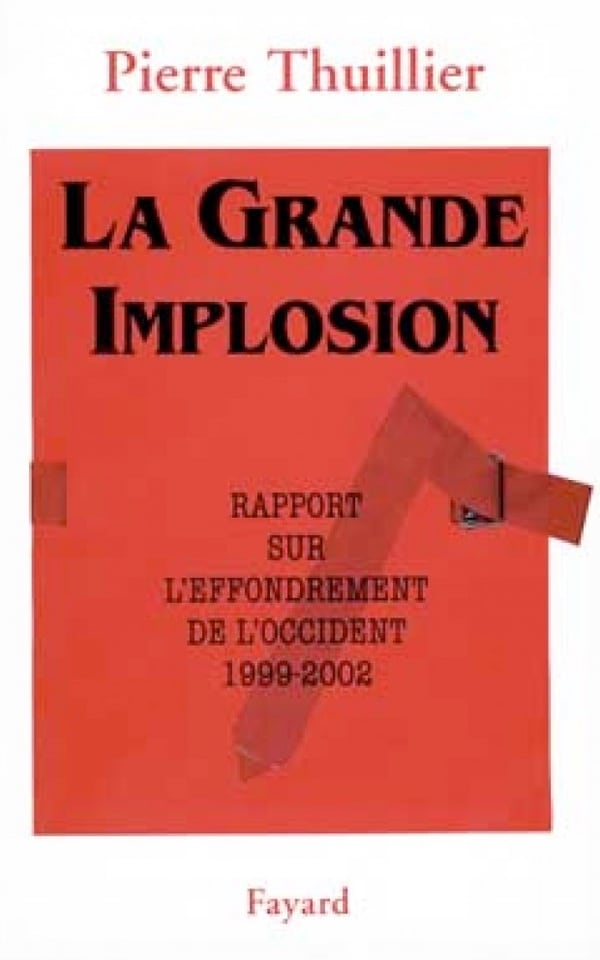 Pierre Thuillier
LA GRANDE
IMPLOSION
RAPPORT
SUR
L'EFFONDREMENT
DE L'OCCIDENT
1999-2002
Fayard